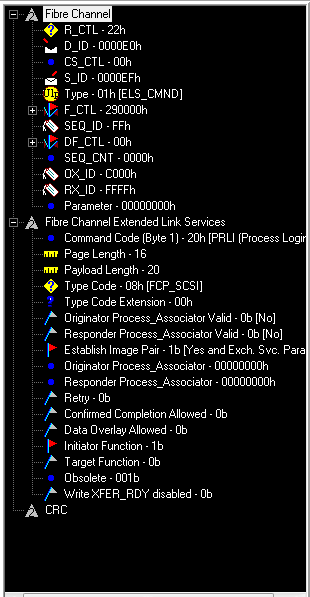 Fibre Channel
R_CTL - 22h
D_ID - 0000E0h
CS_CTL - 00h
S_ID - 0000EFh
Type - 01h [ELS_CMND]
F_CTL - 290000h
SEQ_ID - FFh
DF_CTL - 00h
SEQ_CNT - 0000h
OX_ID - C000h
RX_ID - FFFFh
Parameter - 00000000h
Fibre Channel Extended Link Services
Command Code (Byte 1) - 20h [PRLI (Process Login
Page Length - 16
Payload Length - 20
Type Code - 08h [FCP_SCSI]
Type Code Extension - 00h
Originator Process_Associator Valid - 0b [No]
Responder Process_Associator Valid - 0b [No]
Establish Image Pair - 1b [Yes and Exch. Svc. Para
Originator Process_Associator - 00000000h
Responder Process_Associator - 00000000h
Retry - 0b
Confirmed Completion Allowed - 0b
Data Overlay Allowed - 0b
Initiator Function - 1b
Target Function - 0b
Obsolete - 001b
Write XFER_RDY disabled - 0b
CRC